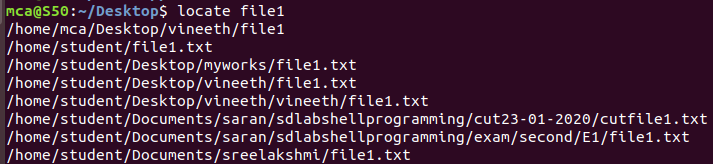 mca@S50:~/Desktop$ locate file1
/home/mca/Desktop/vineeth/file1
/home/student/file1.txt
/home/student/Desktop/myworks/file1.txt
/home/student/Desktop/vineeth/file1.txt
/home/student/Desktop/vineeth/vineeth/file1.txt
/home/student/Documents/saran/sdlabshellprogramming/cut23-01-2020/cutfile1.txt
/home/student/Documents/saran/sdlabshellprogramming/exam/second/E1/file1.txt
/home/student/Documents/sreelakshmi/file1.txt